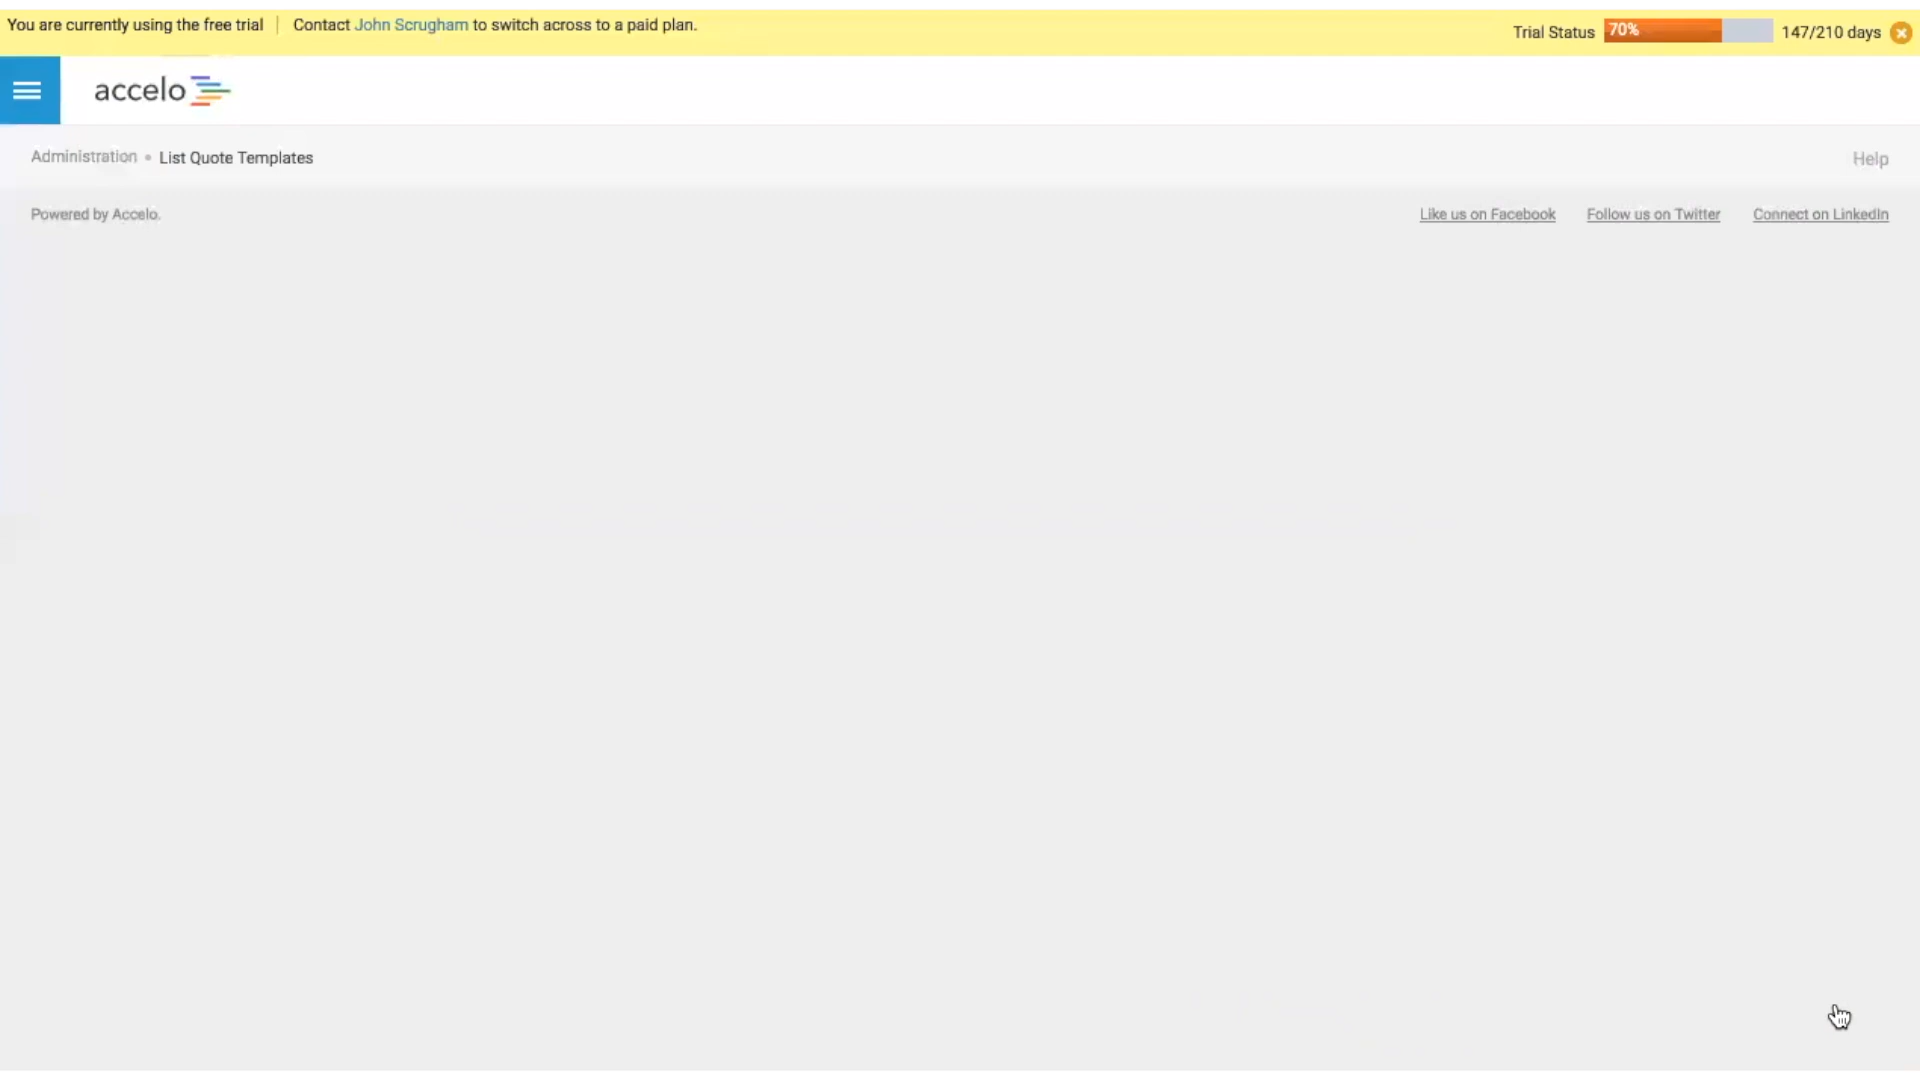 You are currently using the free trial Contact John Scrugham to switch across to a paid plan. Trial Status 70% 147/210 days
accelo
Administration • List Quote Templates Help
Powered by Accelo. Like us on Facebook Follow us on Twitter Connect on LinkedIn